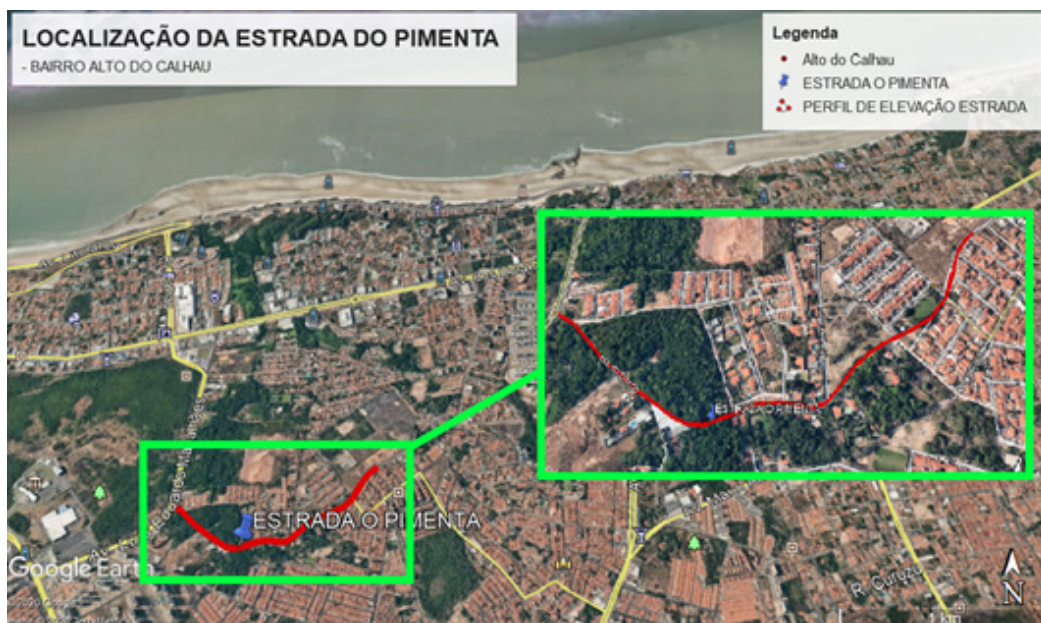 LOCALIZAÇÃO DA ESTRADA DO PIMENTA
- BAIRRO ALTO DO CALHAU
Legenda
Alto do Calhau
ESTRADA O PIMENTA
PERFIL DE ELEVAÇÃO ESTRADA
ESTRADA O PIMENTA
Google Earth
R. Curuzu
N
1 km